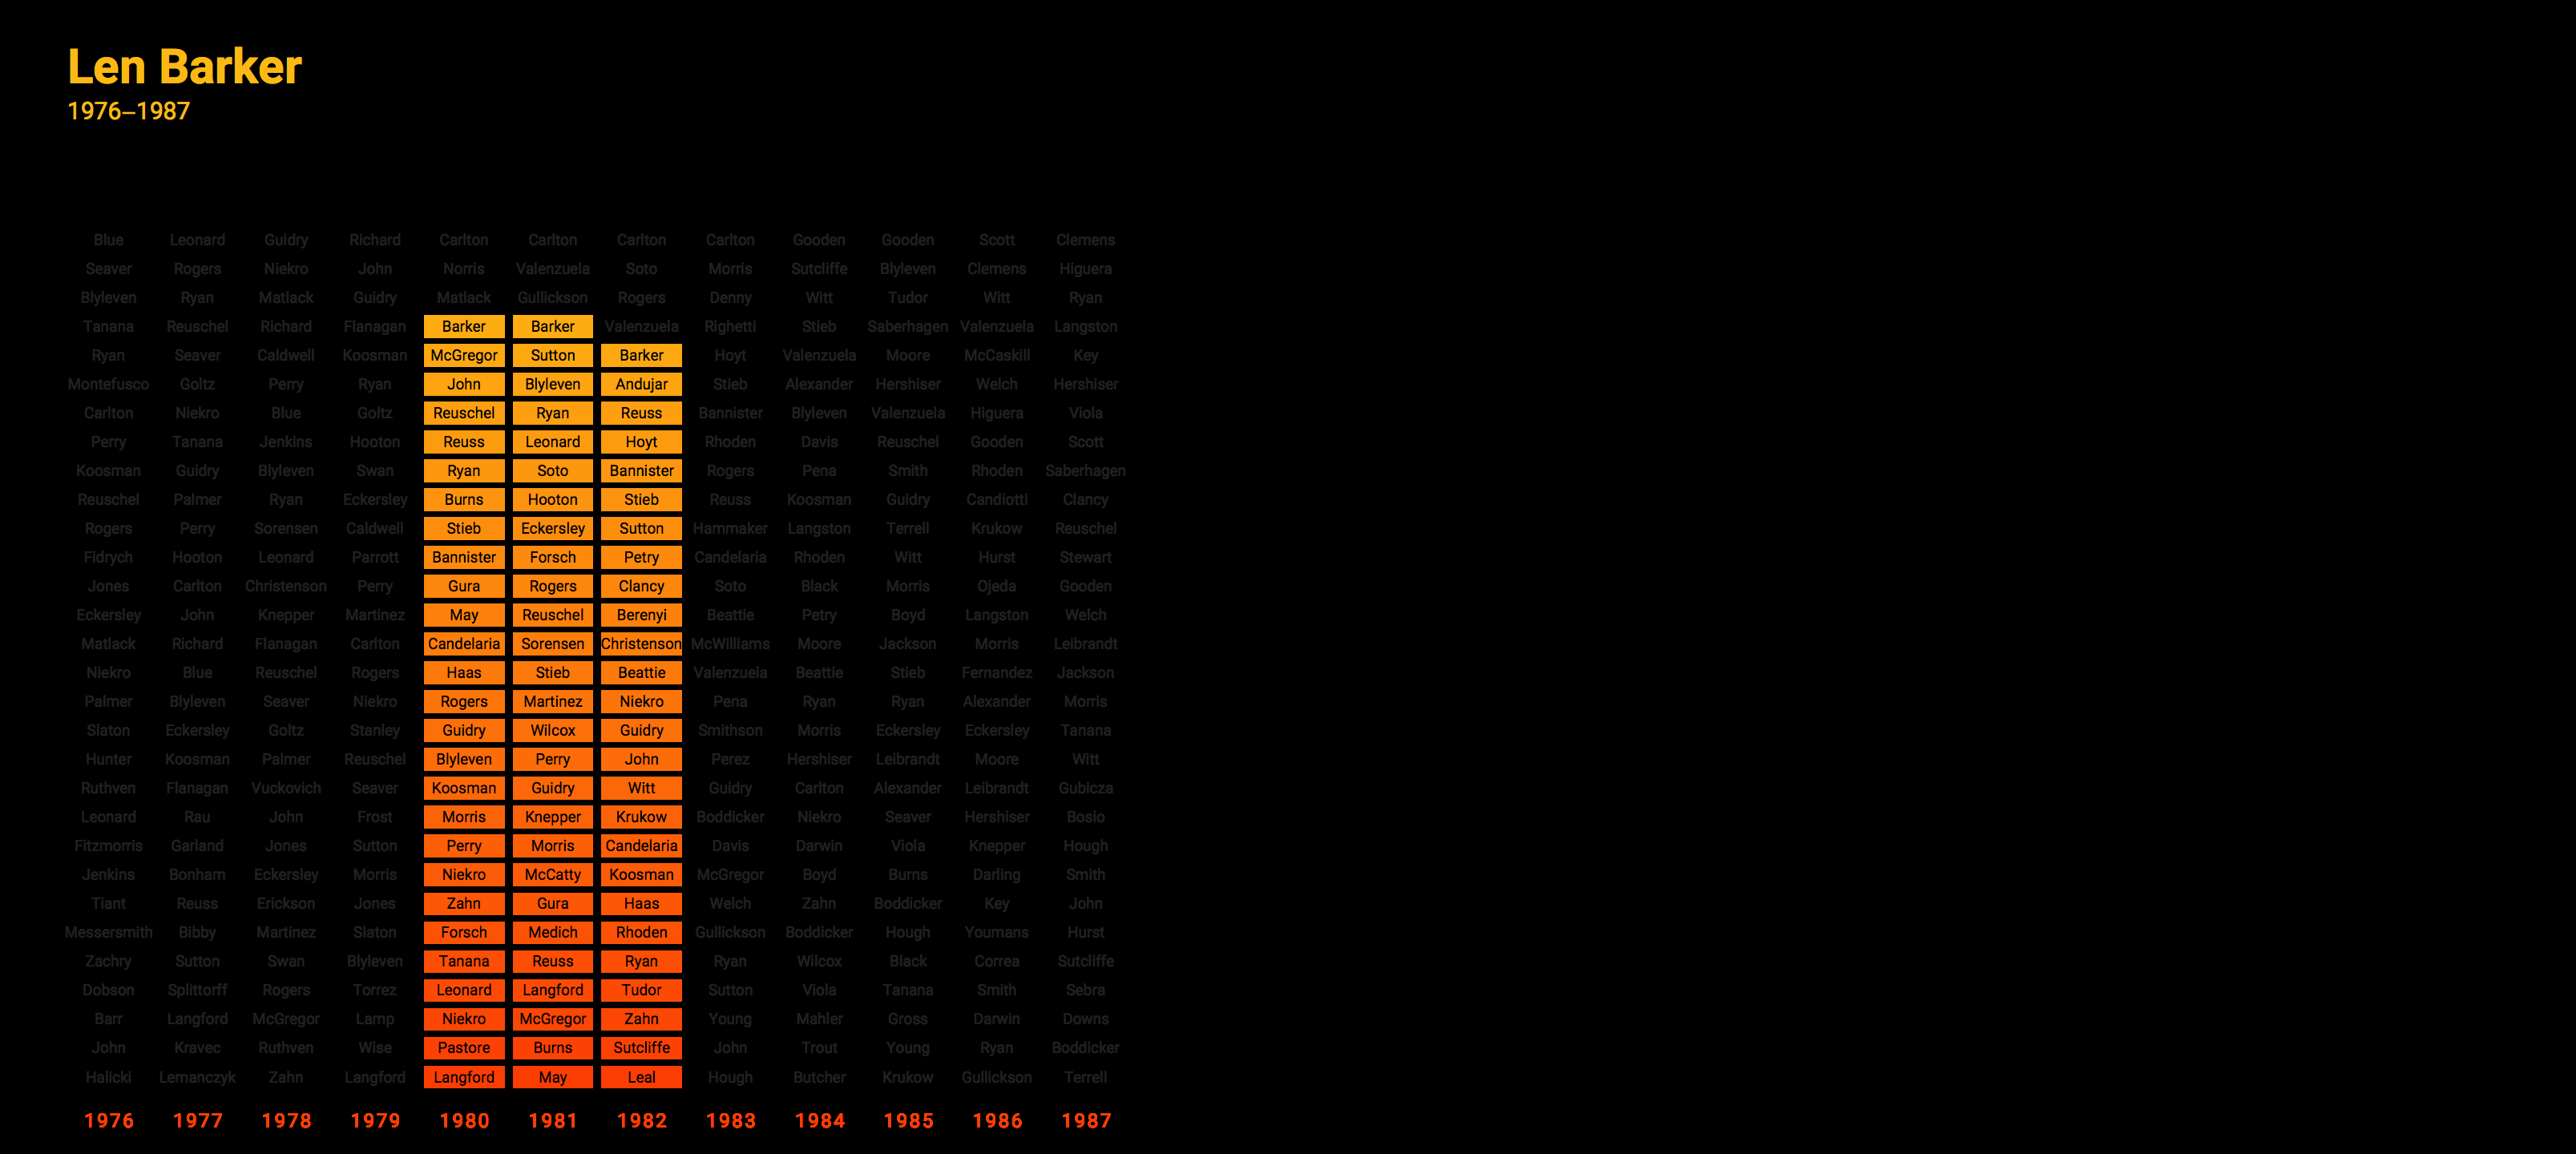 Len Barker
1976–1987
Blue Leonard Guidry Richard Carlton Carlton Carlton Carlton Gooden Gooden Scott Clemens
Seaver Rogers Niekro John Norris Valenzuela Soto Morris Sutcliffe Blyleven Clemens Higuera
Blyleven Ryan Matlack Guidry Matlack Gullickson Rogers Denny Witt Tudor Witt Ryan
Tanana Reuschel Richard Flanagan Barker Barker Valenzuela Righetti Stieb Saberhagen Valenzuela Langston
Ryan Seaver Caldwell Koosman McGregor Sutton Barker Hoyt Valenzuela Moore McCaskill Key
Montefusco Goltz Perry Ryan John Blyleven Andujar Stieb Alexander Hershiser Welch Hershiser
Carlton Niekro Blue Goltz Reuschel Ryan Reuss Bannister Blyleven Valenzuela Higuera Viola
Perry Tanana Jenkins Hooton Reuss Leonard Hoyt Rhoden Davis Reuschel Gooden Scott
Koosman Guidry Blyleven Swan Ryan Soto Bannister Rogers Pena Smith Rhoden Saberhagen
Reuschel Palmer Ryan Eckersley Burns Hooton Stieb Reuss Koosman Guidry Candiotti Clancy
Rogers Perry Sorensen Caldwell Stieb Eckersley Sutton Hammaker Langston Terrell Krukow Reuschel
Fidrych Hooton Leonard Parrott Bannister Forsch Petry Candelaria Rhoden Witt Hurst Stewart
Jones Carlton Christenson Perry Gura Rogers Clancy Soto Black Morris Ojeda Gooden
Eckersley John Knepper Martinez May Reuschel Berenyi Beattie Petry Boyd Langston Welch
Matlack Richard Flanagan Carlton Candelaria Sorensen Christenson McWilliams Moore Jackson Morris Leibrandt
Niekro Blue Reuschel Rogers Haas Stieb Beattie Valenzuela Beattie Stieb Fernandez Jackson
Palmer Blyleven Seaver Niekro Rogers Martinez Niekro Pena Ryan Ryan Alexander Morris
Slaton Eckersley Goltz Stanley Guidry Wilcox Guidry Smithson Morris Eckersley Eckersley Tanana
Hunter Koosman Palmer Reuschel Blyleven Perry John Perez Hershiser Leibrandt Moore Witt
Ruthven Flanagan Vuckovich Seaver Koosman Guidry Witt Guidry Carlton Alexander Leibrandt Gubicza
Leonard Rau John Frost Morris Knepper Krukow Boddicker Niekro Seaver Hershiser Bosio
Fitzmorris Garland Jones Sutton Perry Morris Candelaria Davis Darwin Viola Knepper Hough
Jenkins Bonham Eckersley Morris Niekro McCatty Koosman McGregor Boyd Burns Darling Smith
Tiant Reuss Erickson Jones Zahn Gura Haas Welch Zahn Boddicker Key John
Messersmith Bibby Martinez Slaton Forsch Medich Rhoden Gullickson Boddicker Hough Youmans Hurst
Zachry Sutton Swan Blyleven Tanana Reuss Ryan Ryan Wilcox Black Correa Sutcliffe
Dobson Splittorff Rogers Torrez Leonard Langford Tudor Sutton Viola Tanana Smith Sebra
Barr Langford McGregor Lamp Niekro McGregor Zahn Young Mahler Gross Darwin Downs
John Kravec Ruthven Wise Pastore Burns Sutcliffe John Trout Young Ryan Boddicker
Halicki Lemanczyk Zahn Langford Langford May Leal Hough Butcher Krukow Gullickson Terrell
1976 1977 1978 1979 1980 1981 1982 1983 1984 1985 1986 1987